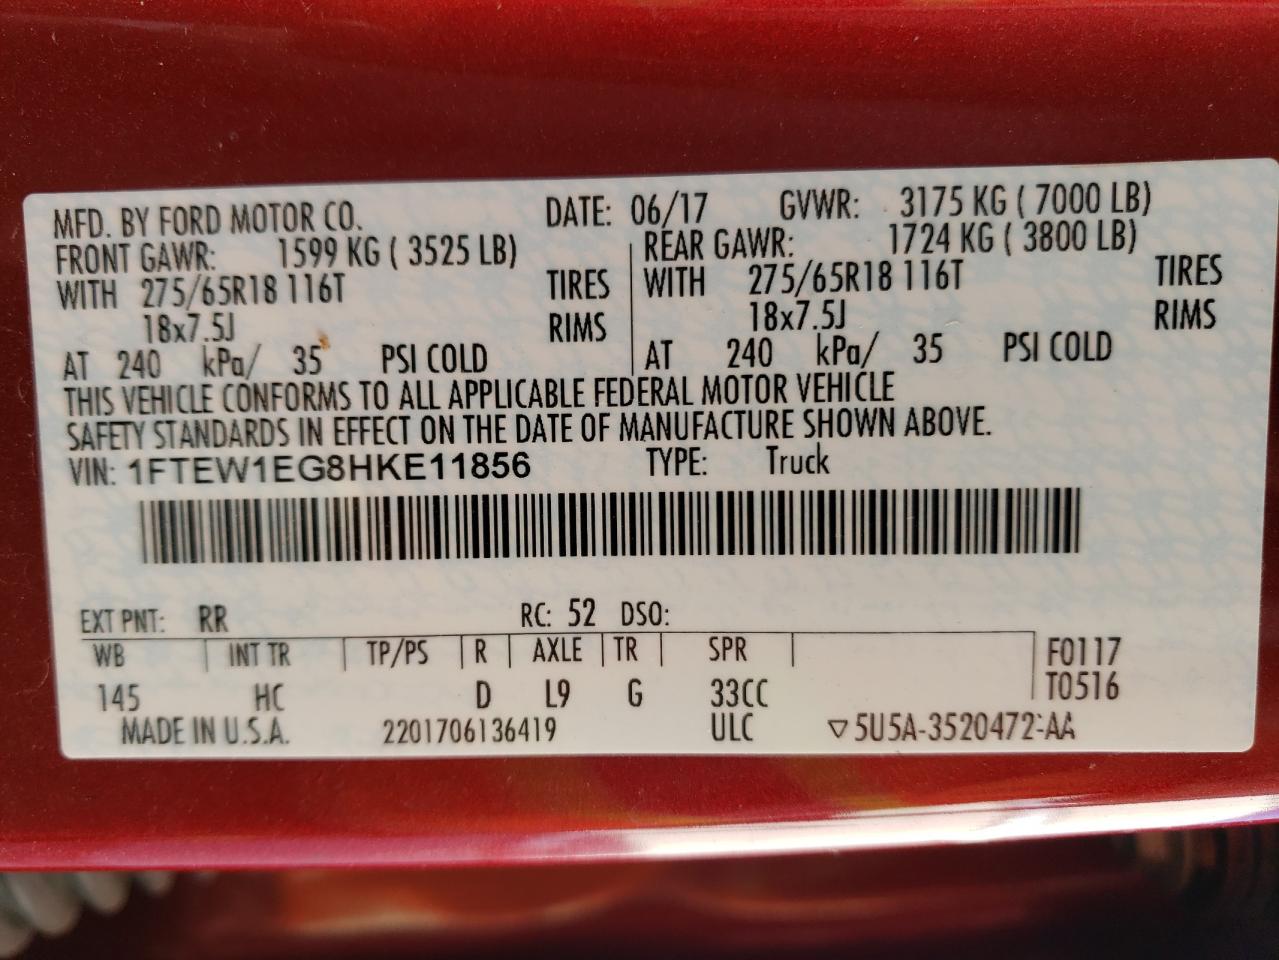 MFD. BY FORD MOTOR CO. DATE: 06/17 GVWR: 3175 KG ( 7000 LB)
FRONT GAWR: 1599 KG ( 3525 LB) REAR GAWR: 1724 KG ( 3800 LB)
WITH 275/65R18 116T TIRES WITH 275/65R18 116T TIRES
18x7.5J RIMS 18x7.5J RIMS
AT 240 kPa/ 35 PSI COLD AT 240 kPa/ 35 PSI COLD
THIS VEHICLE CONFORMS TO ALL APPLICABLE FEDERAL MOTOR VEHICLE
SAFETY STANDARDS IN EFFECT ON THE DATE OF MANUFACTURE SHOWN ABOVE.
VIN: 1FTEW1EG8HKE11856 TYPE: Truck
EXT PNT: RR RC: 52 DSO:
WB INT TR TP/PS R AXLE TR SPR F0117
145 HC D L9 G 33CC T0516
MADE IN U.S.A. 2201706136419 ULC ▽5U5A-3520472-AA